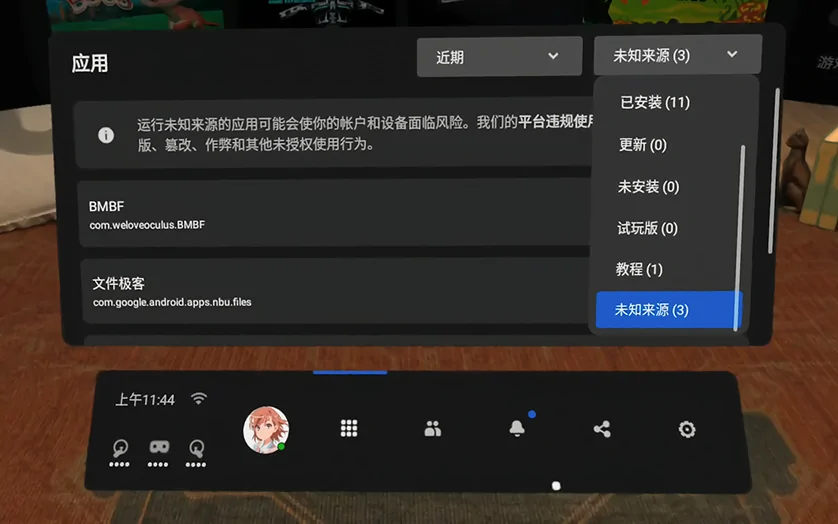 应用
近期
未知来源 (3)
运行未知来源的应用可能会使你的帐户和设备面临风险。我们的平台违规使
版、篡改、作弊和其他未授权使用行为。
BMBF
com.weloveoculus.BMBF
文件极客
com.google.android.apps.nbu.files
已安装 (11)
更新 (0)
未安装 (0)
试玩版 (0)
教程 (1)
未知来源 (3)
上午11:44